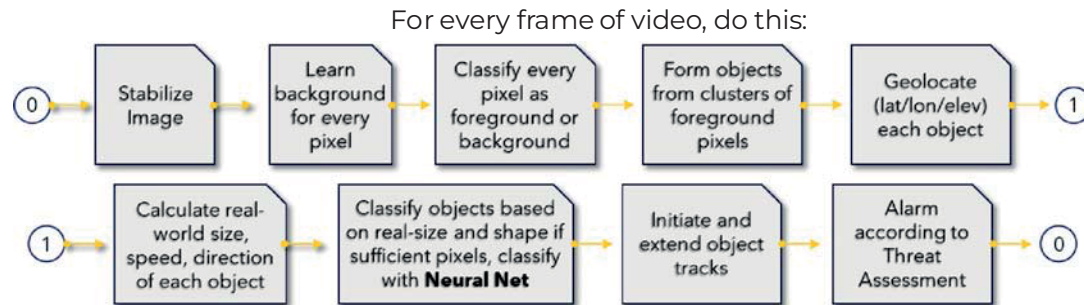 For every frame of video, do this:
0
Stabilize
Image
Learn
background
for every
pixel
Classify every
pixel as
foreground or
background
Form objects
from clusters of
foreground
pixels
Geolocate
(lat/lon/elev)
each object
1
1
Calculate real-
world size,
speed, direction
of each object
Classify objects based
on real-size and shape if
sufficient pixels, classify
with Neural Net
Initiate and
extend object
tracks
Alarm
according to
Threat
Assessment
0